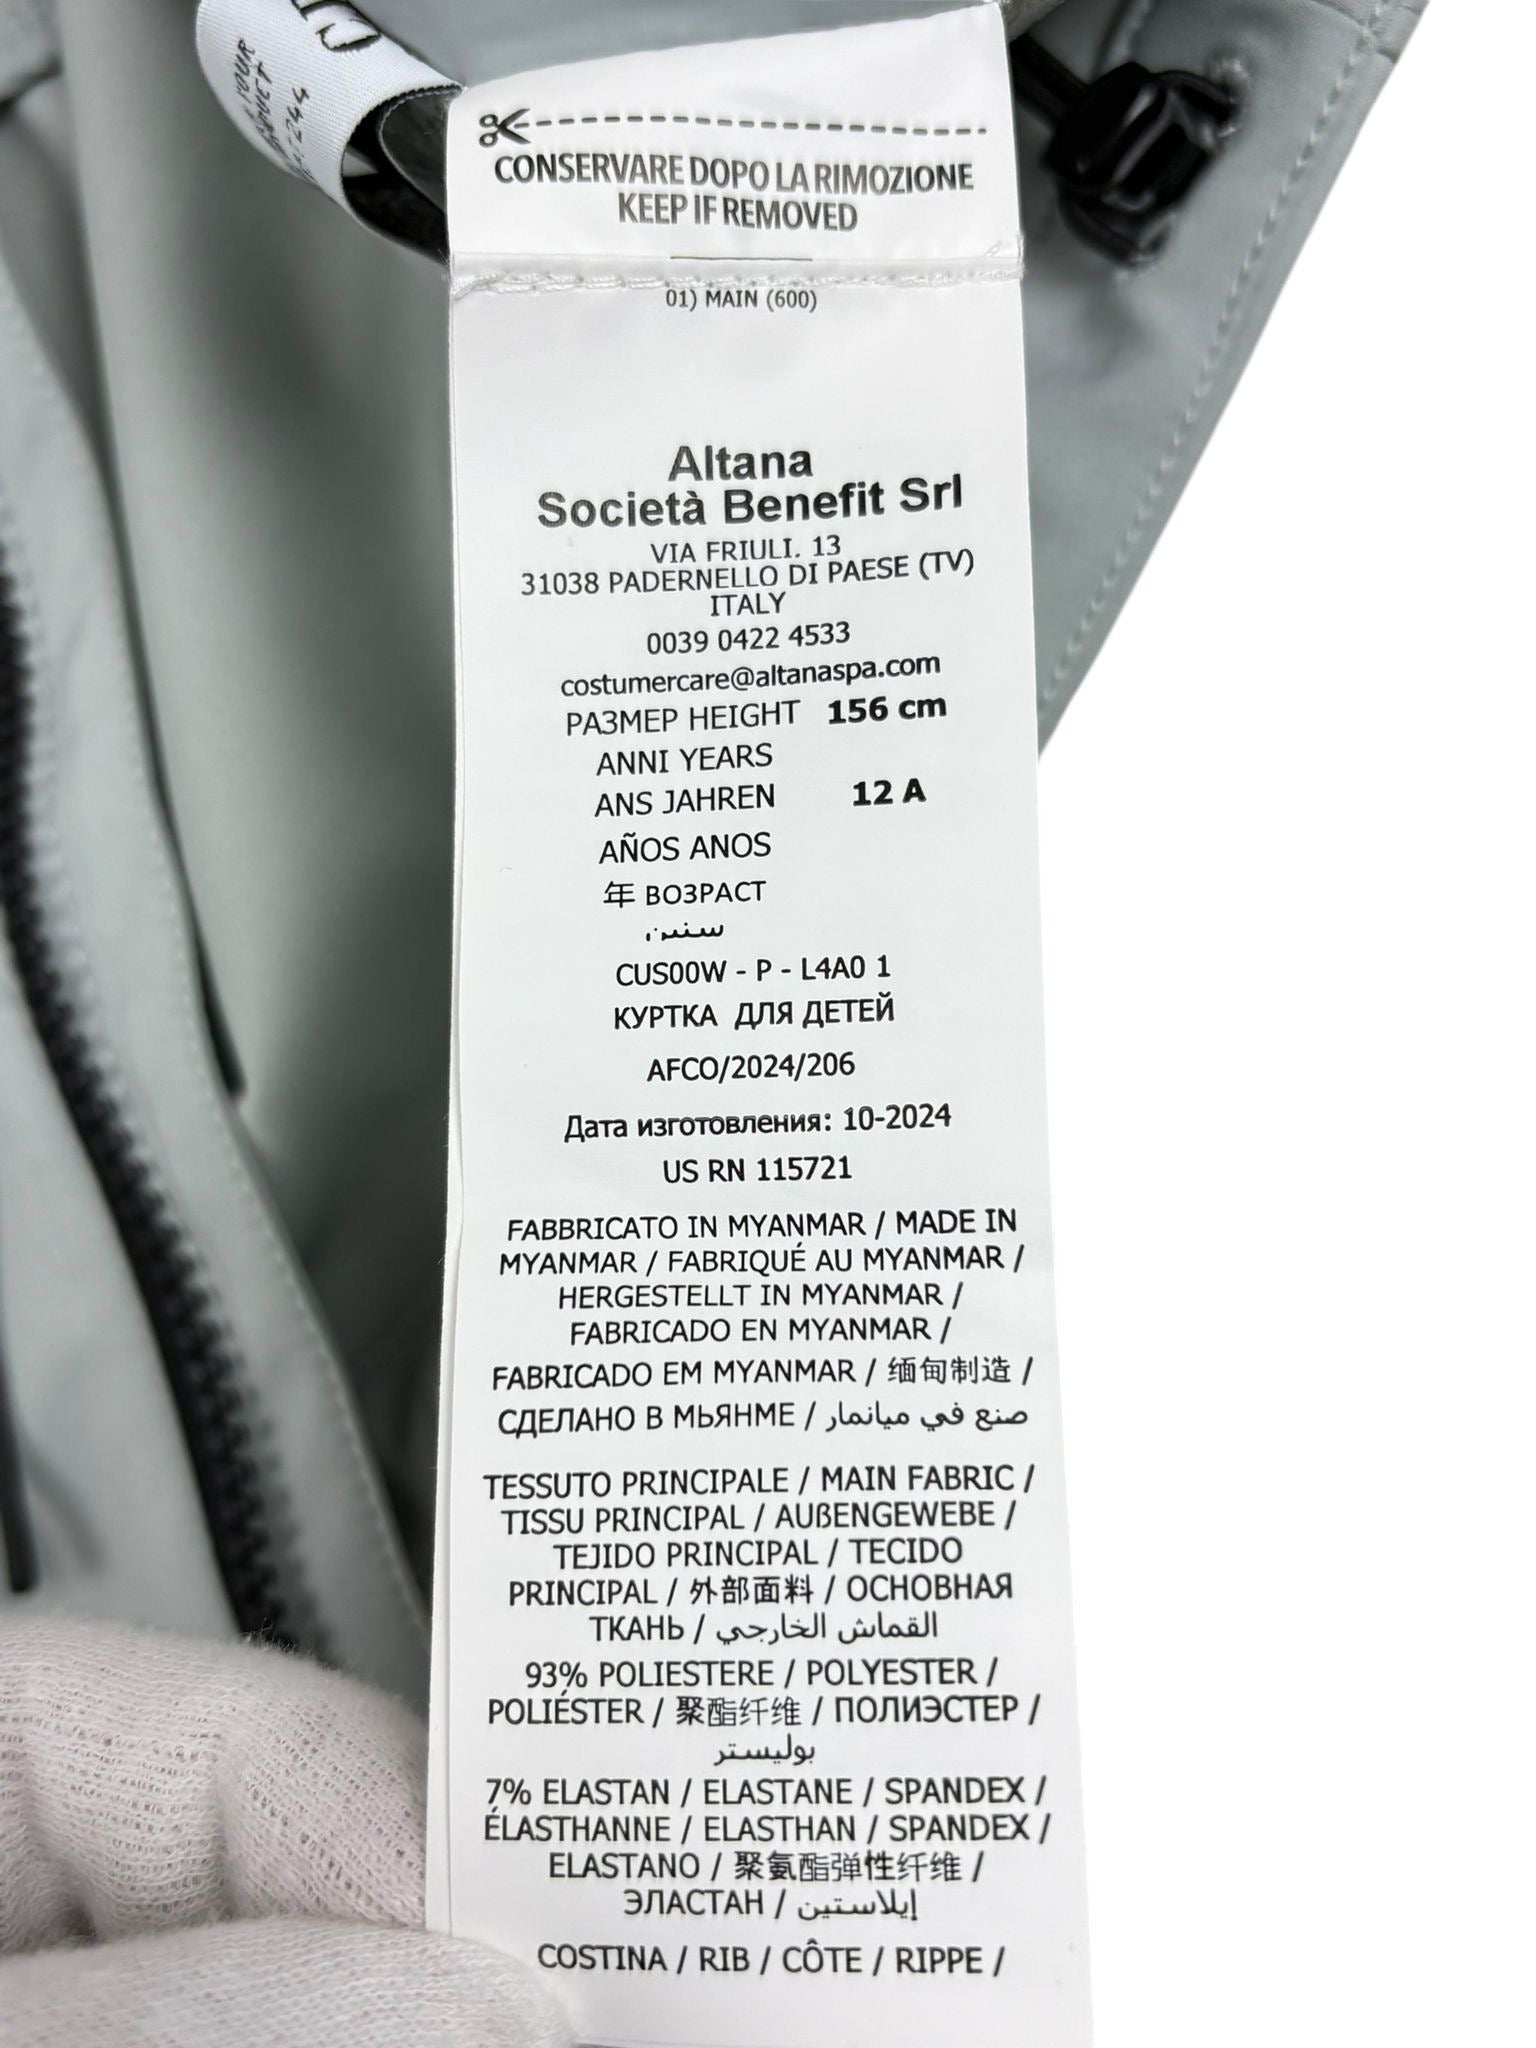 YOUR
CONSERVARE DOPO LA RIMOZIONE
KEEP IF REMOVED
01) MAIN (600)
Altana
Società Benefit Srl
VIA FRIULI. 13
31038 PADERNELLO DI PAESE (TV)
ITALY
0039 0422 4533
costumercare@altanaspa.com
РАЗМЕР HEIGHT 156 cm
ANNI YEARS
ANS JAHREN 12 A
AÑOS ANOS
年 ВОЗРАСТ
سنين
CUS00W - P - L4A0 1
КУРТКА ДЛЯ ДЕТЕЙ
AFCO/2024/206
Дата изготовления: 10-2024
US RN 115721
FABBRICATO IN MYANMAR / MADE IN
MYANMAR / FABRIQUÉ AU MYANMAR /
HERGESTELLT IN MYANMAR /
FABRICADO EN MYANMAR /
FABRICADO EM MYANMAR / 缅甸制造 /
СДЕЛАНО В МЬЯНМЕ / صنع في ميانمار
TESSUTO PRINCIPALE / MAIN FABRIC /
TISSU PRINCIPAL / AUßENGEWEBE /
TEJIDO PRINCIPAL / TECIDO
PRINCIPAL / 外部面料 / ОСНОВНАЯ
ТКАНЬ / القماش الخارجي
93% POLIESTERE / POLYESTER /
POLIÉSTER / 聚酯纤维 / ПОЛИЭСТЕР /
بوليستر
7% ELASTAN / ELASTANE / SPANDEX /
ÉLASTHANNE / ELASTHAN / SPANDEX /
ELASTANO / 聚氨酯弹性纤维 /
ЭЛАСТАН / إيلاستين
COSTINA / RIB / CÔTE / RIPPE /